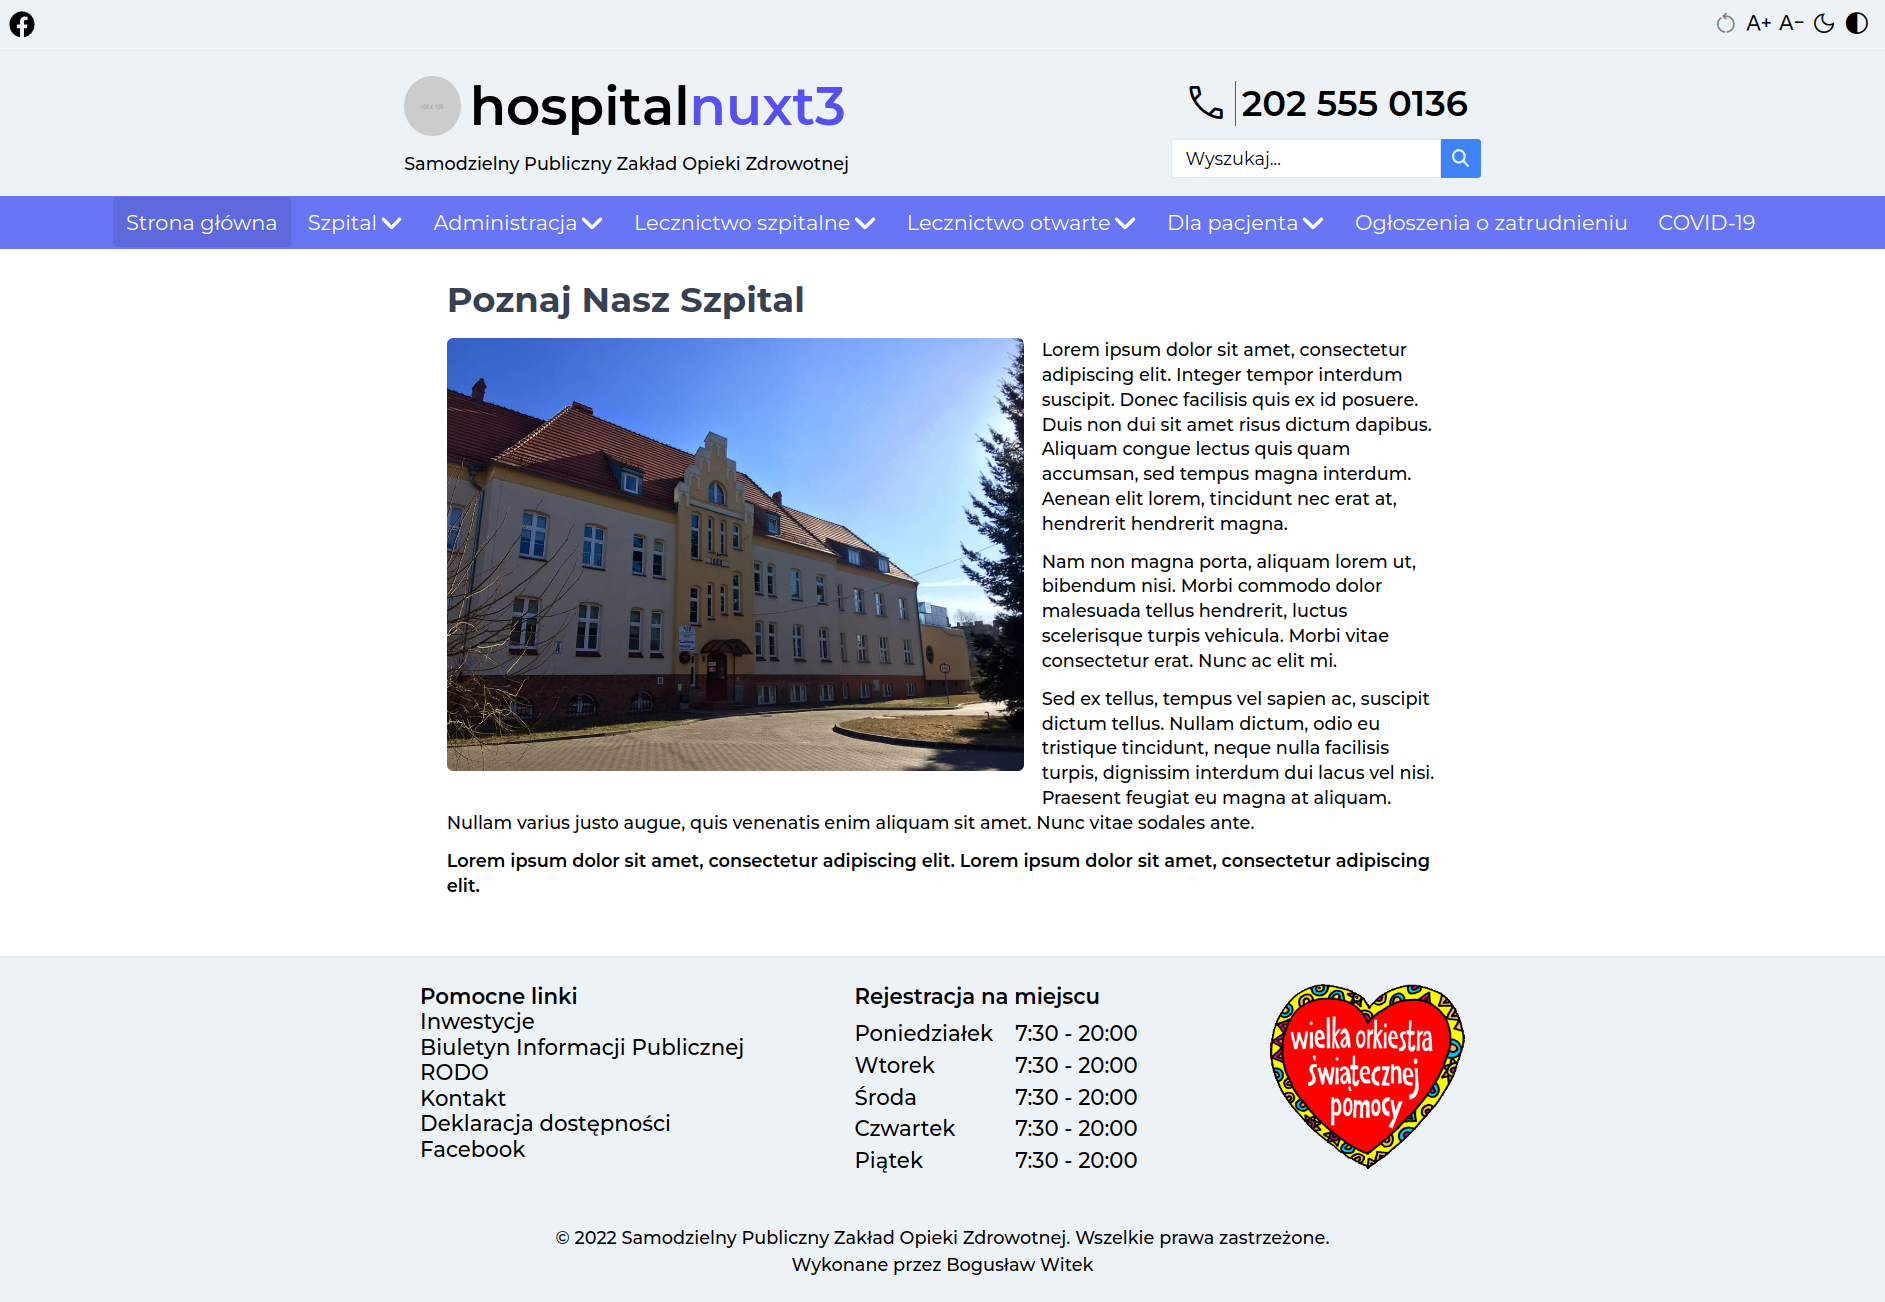 A+ A−
hospitalnuxt3
202 555 0136
Samodzielny Publiczny Zakład Opieki Zdrowotnej
Wyszukaj...
Strona główna Szpital Administracja Lecznictwo szpitalne Lecznictwo otwarte Dla pacjenta Ogłoszenia o zatrudnieniu COVID-19
Poznaj Nasz Szpital
Lorem ipsum dolor sit amet, consectetur
adipiscing elit. Integer tempor interdum
suscipit. Donec facilisis quis ex id posuere.
Duis non dui sit amet risus dictum dapibus.
Aliquam congue lectus quis quam
accumsan, sed tempus magna interdum.
Aenean elit lorem, tincidunt nec erat at,
hendrerit hendrerit magna.
Nam non magna porta, aliquam lorem ut,
bibendum nisi. Morbi commodo dolor
malesuada tellus hendrerit, luctus
scelerisque turpis vehicula. Morbi vitae
consectetur erat. Nunc ac elit mi.
Sed ex tellus, tempus vel sapien ac, suscipit
dictum tellus. Nullam dictum, odio eu
tristique tincidunt, neque nulla facilisis
turpis, dignissim interdum dui lacus vel nisi.
Praesent feugiat eu magna at aliquam.
Nullam varius justo augue, quis venenatis enim aliquam sit amet. Nunc vitae sodales ante.
Lorem ipsum dolor sit amet, consectetur adipiscing elit. Lorem ipsum dolor sit amet, consectetur adipiscing
elit.
Pomocne linki
Inwestycje
Biuletyn Informacji Publicznej
RODO
Kontakt
Deklaracja dostępności
Facebook
Rejestracja na miejscu
Poniedziałek 7:30 - 20:00
Wtorek 7:30 - 20:00
Środa 7:30 - 20:00
Czwartek 7:30 - 20:00
Piątek 7:30 - 20:00
wielka orkiestra
świątecznej
pomocy
© 2022 Samodzielny Publiczny Zakład Opieki Zdrowotnej. Wszelkie prawa zastrzeżone.
Wykonane przez Bogusław Witek